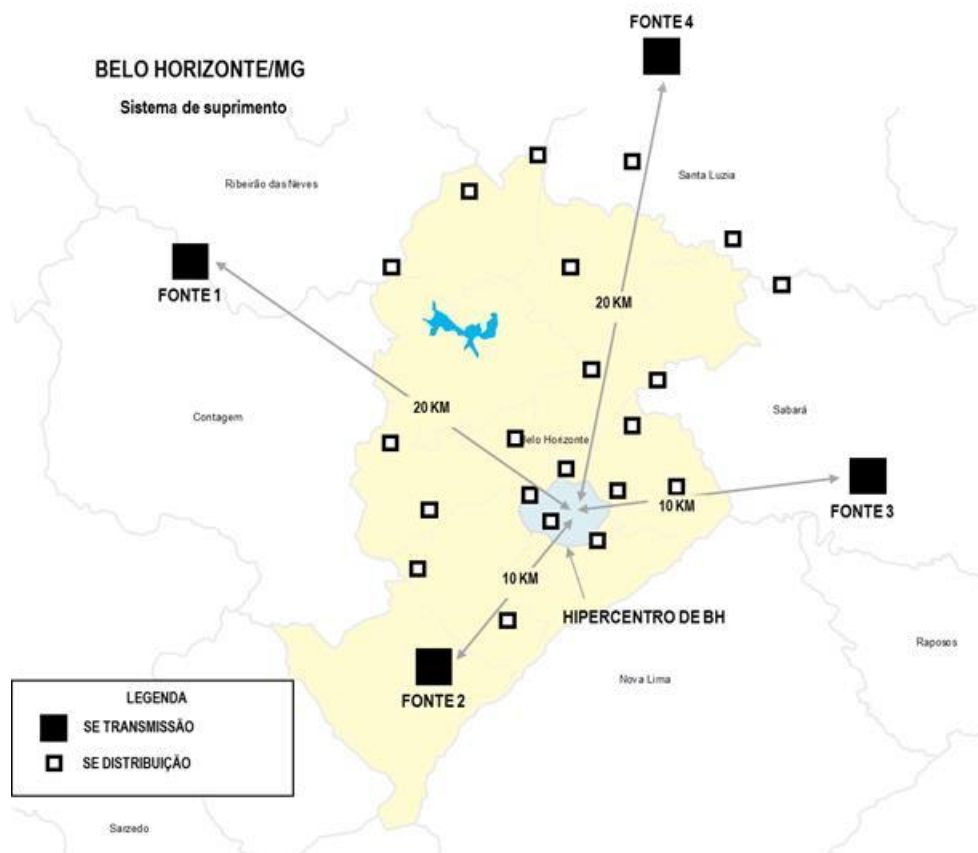 FONTE 4
BELO HORIZONTE/MG
Sistema de suprimento
Ribeirão das Neves
Santa Luzia
FONTE 1
20 KM
20 KM
Contagem
Sabará
Belo Horizonte
10 KM
FONTE 3
10 KM
HIPERCENTRO DE BH
Raposos
Nova Lima
FONTE 2
LEGENDA
SE TRANSMISSÃO
SE DISTRIBUIÇÃO
Sarzedo